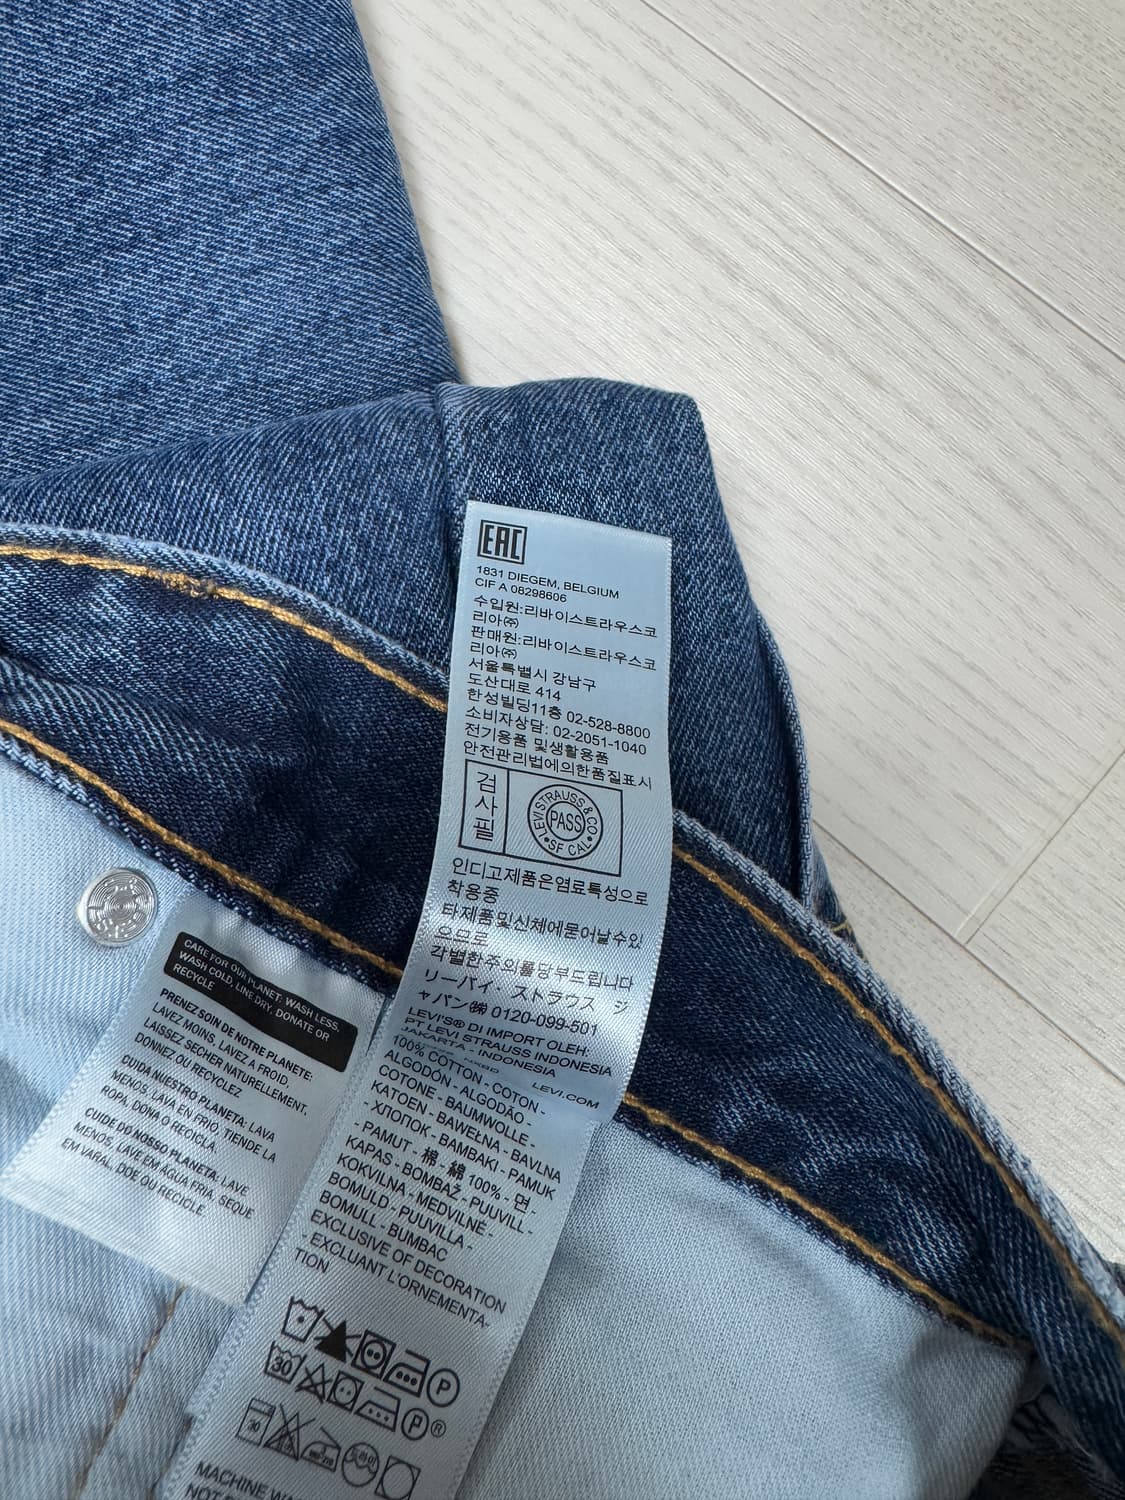 EAC
1831 DIEGEM, BELGIUM
CIF A 08298606
수입원:리바이스트라우스코
리아㈜
판매원:리바이스트라우스코
리아㈜
서울특별시 강남구
도산대로 414
한성빌딩11층 02-528-8800
소비자상담: 02-2051-1040
전기용품 및생활용품
안전관리법에의한품질표시
검
사
필
LEVI STRAUSS & CO
PASS
SF CAL
인디고제품은염료특성으로
착용중
타제품및신체에묻어날수있
으므로
각별한주의를당부드립니다
リーバイ・ストラウス ジ
ャパン㈱ 0120-099-501
LEVI'S® DI IMPORT OLEH:
PT LEVI STRAUSS INDONESIA
JAKARTA - INDONESIA
LEVI.COM
100% COTTON - COTON -
ALGODÓN - ALGODÃO -
COTONE - BAUMWOLLE -
KATOEN - BAWEŁNA - BAVLNA
- ХЛОПОК - BAMBAKI - PAMUK
- PAMUT - 棉 - 綿 100% - 면 -
KAPAS - BOMBAŽ - PUUVILL -
KOKVILNA - MEDVILNĖ -
BOMULD - PUUVILLA -
BOMULL - BUMBAC
EXCLUSIVE OF DECORATION
- EXCLUANT L'ORNEMENTA-
TION
P
30
P®
30
MACHINE
NOT
CARE FOR OUR PLANET: WASH LESS,
WASH COLD, LINE DRY, DONATE OR
RECYCLE
PRENEZ SOIN DE NOTRE PLANETE:
LAVEZ MOINS, LAVEZ A FROID,
LAISSEZ SECHER NATURELLEMENT,
DONNEZ OU RECYCLEZ
CUIDA NUESTRO PLANETA: LAVA
MENOS, LAVA EN FRIO, TIENDE LA
ROPA, DONA O RECICLA.
CUIDE DO NOSSO PLANETA: LAVE
MENOS, LAVE EM AGUA FRIA, SEQUE
EM VARAL, DOE OU RECICLE